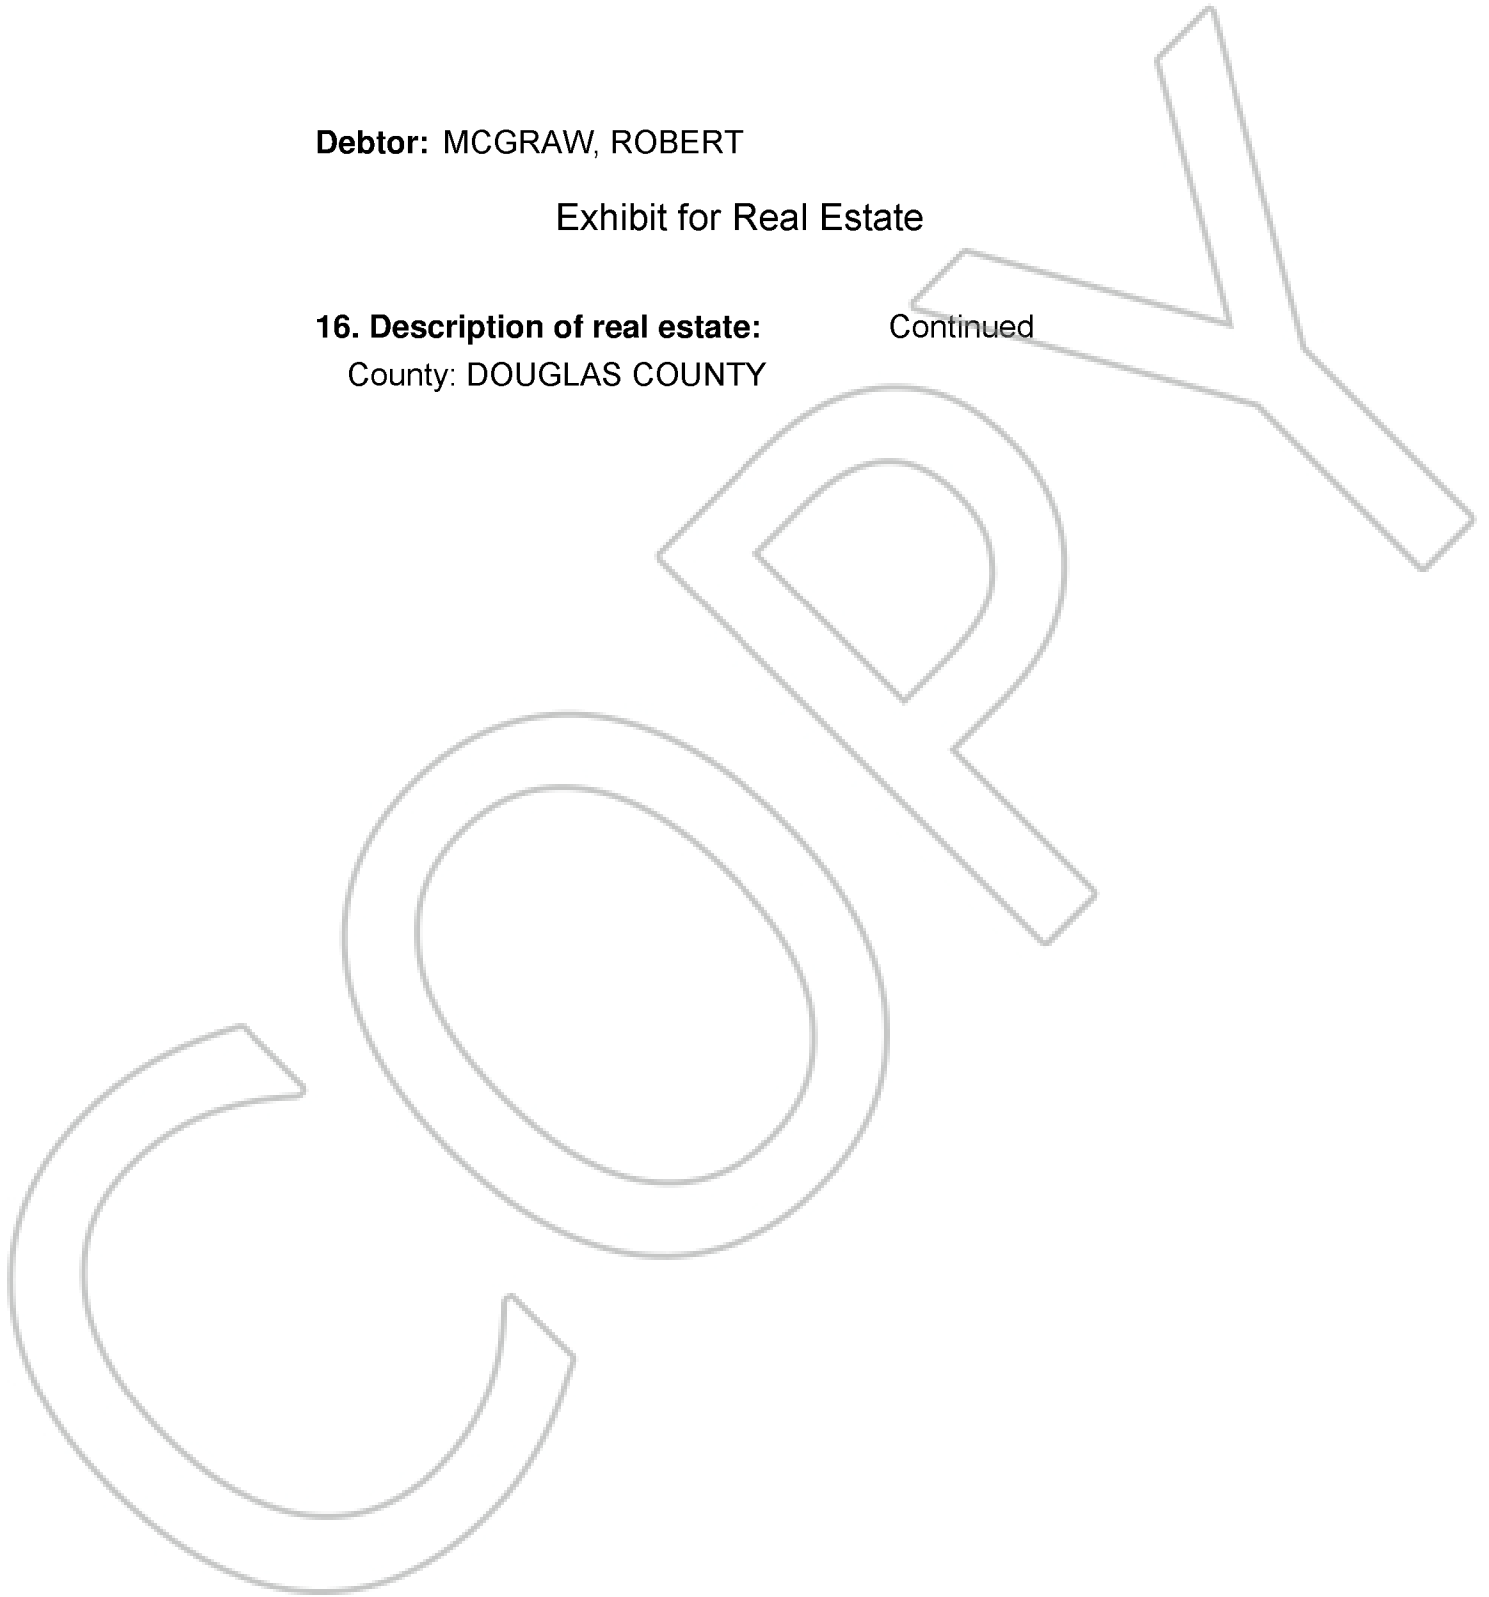 Debtor: MCGRAW, ROBERT
Exhibit for Real Estate
16. Description of real estate: Continued
County: DOUGLAS COUNTY
COPY